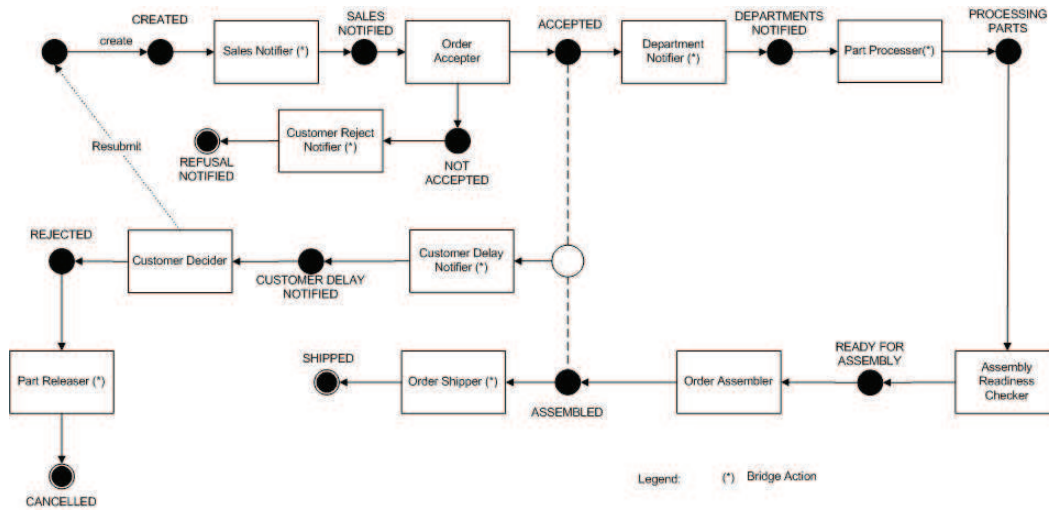 create
CREATED
Sales Notifier (*)
SALES
NOTIFIED
Order
Accepter
ACCEPTED
Department
Notifier (*)
DEPARTMENTS
NOTIFIED
Part Processer(*)
PROCESSING
PARTS
Resubmit
REFUSAL
NOTIFIED
Customer Reject
Notifier (*)
NOT
ACCEPTED
REJECTED
Customer Decider
CUSTOMER DELAY
NOTIFIED
Customer Delay
Notifier (*)
Part Releaser (*)
SHIPPED
Order Shipper (*)
ASSEMBLED
Order Assembler
READY FOR
ASSEMBLY
Assembly
Readiness
Checker
CANCELLED
Legend: (*) Bridge Action